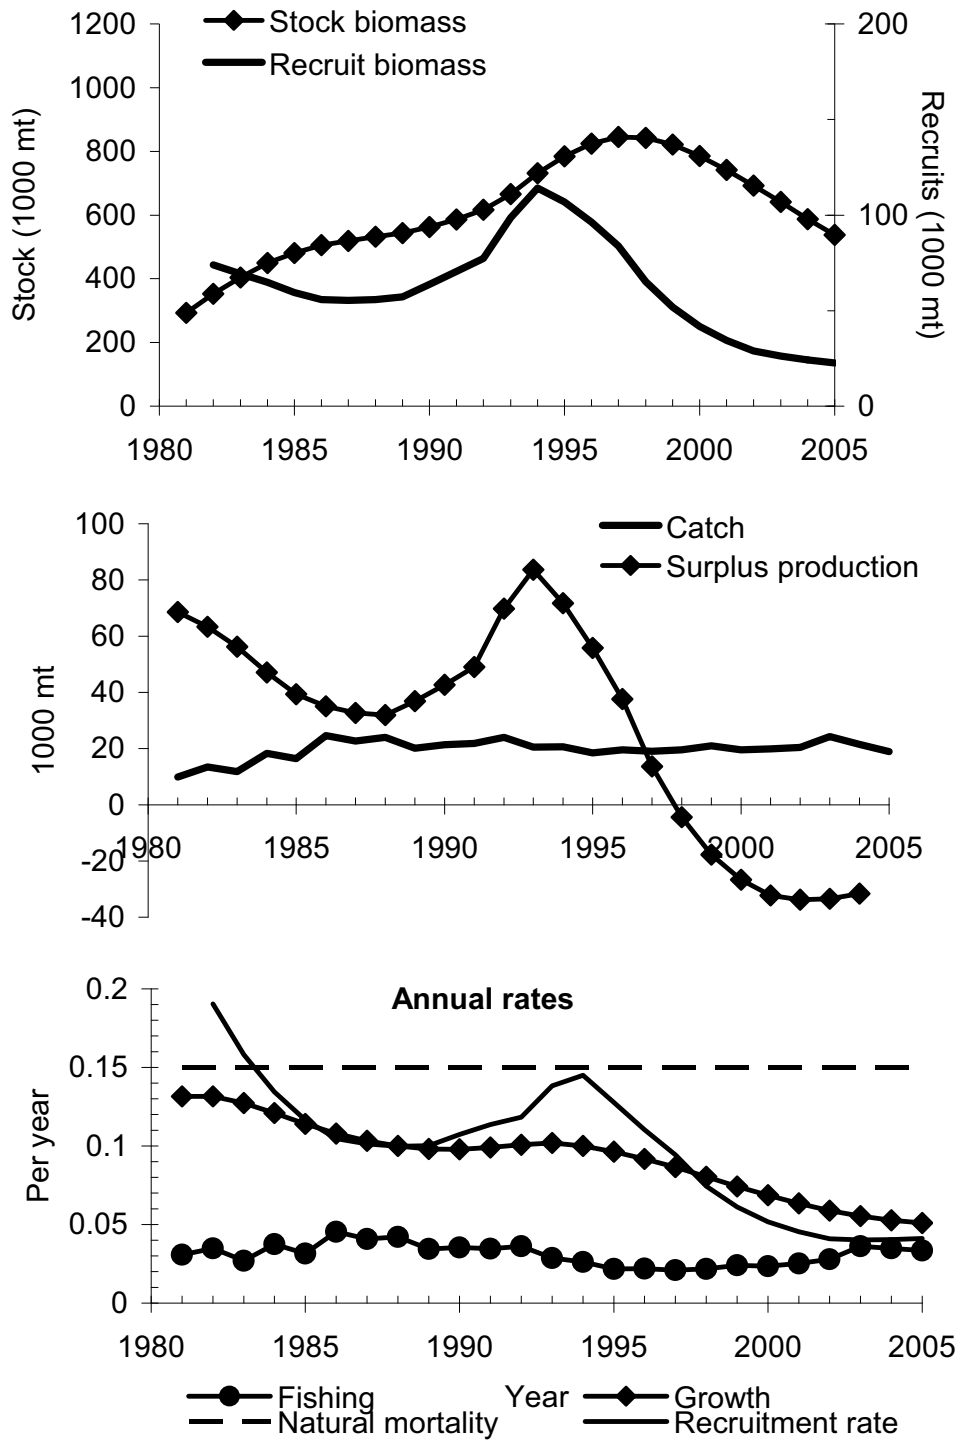 1200
200
Stock biomass
Recruit biomass
1000
800
600
100
400
200
0
0
Stock (1000 mt)
Recruits (1000 mt)
1980 1985 1990 1995 2000 2005
100
Catch
80
Surplus production
60
40
20
0
1980 1985 1990 1995 2000 2005
-20
-40
1000 mt
0.2
Annual rates
0.15
0.1
0.05
0
Per year
1980 1985 1990 1995 2000 2005
Fishing Year Growth
Natural mortality Recruitment rate